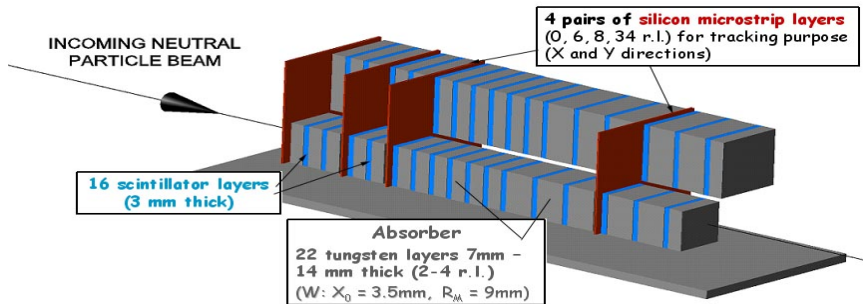 INCOMING NEUTRAL
PARTICLE BEAM
4 pairs of silicon microstrip layers
(0, 6, 8, 34 r.l.) for tracking purpose
(X and Y directions)
16 scintillator layers
(3 mm thick)
Absorber
22 tungsten layers 7mm –
14 mm thick (2-4 r.l.)
(W: X₀ = 3.5mm, R_M = 9mm)